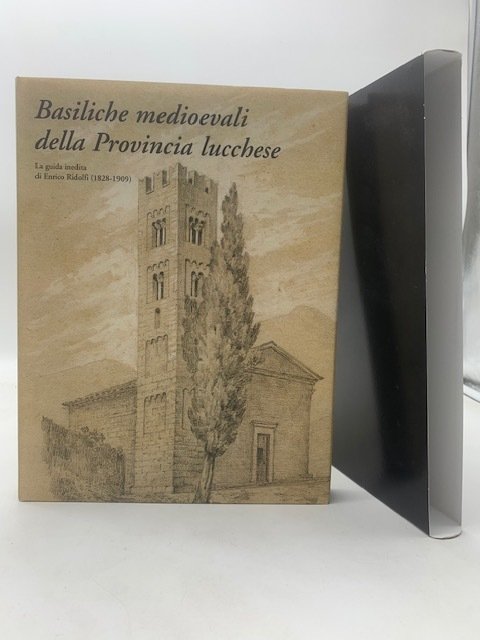 Basiliche medioevali
della Provincia lucchese
La guida inedita
di Enrico Ridolfi (1828-1909)